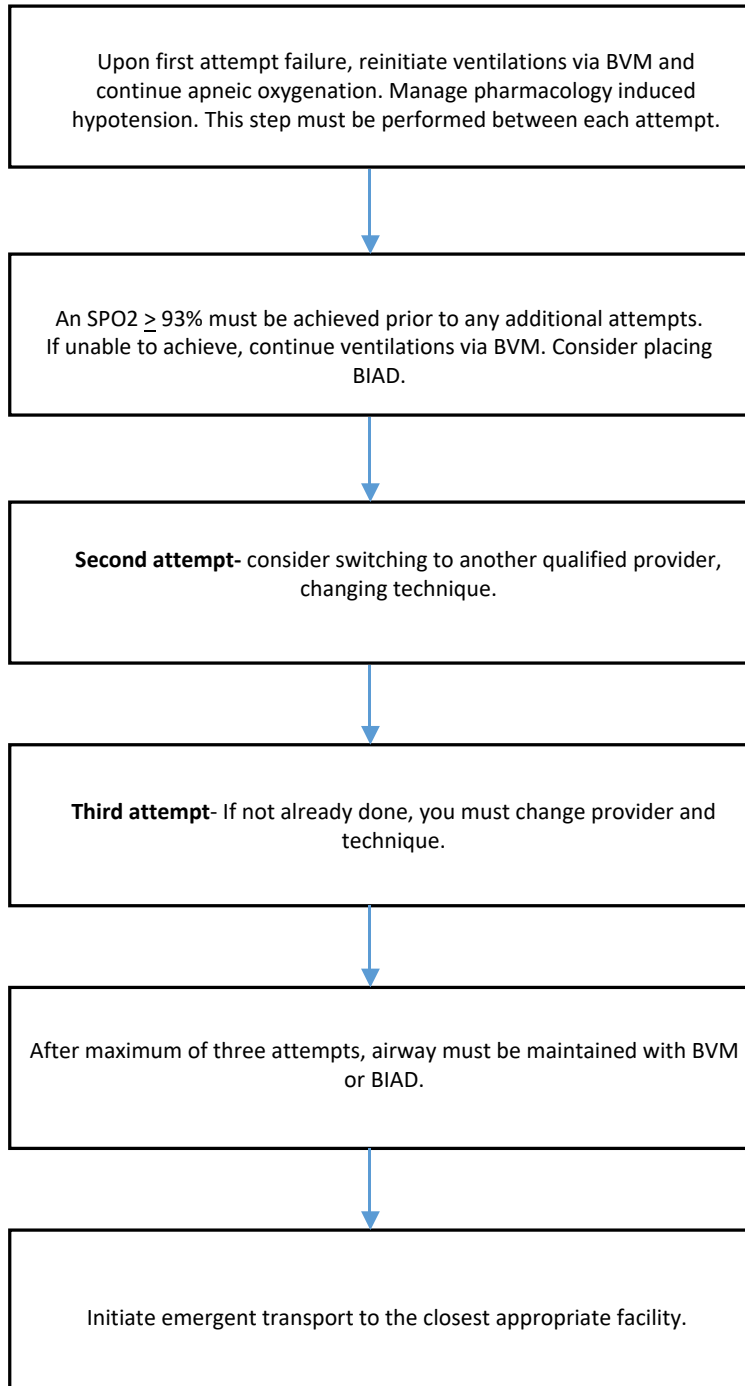 Upon first attempt failure, reinitiate ventilations via BVM and
continue apneic oxygenation. Manage pharmacology induced
hypotension. This step must be performed between each attempt.
An SPO2 ≥ 93% must be achieved prior to any additional attempts.
If unable to achieve, continue ventilations via BVM. Consider placing
BIAD.
Second attempt- consider switching to another qualified provider,
changing technique.
Third attempt- If not already done, you must change provider and
technique.
After maximum of three attempts, airway must be maintained with BVM
or BIAD.
Initiate emergent transport to the closest appropriate facility.